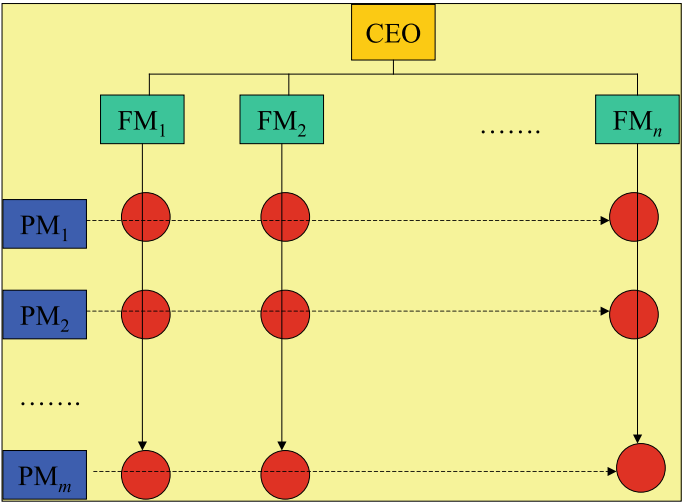 CEO
FM₁
FM₂
.......
FMₙ
PM₁
PM₂
.......
PMₘ